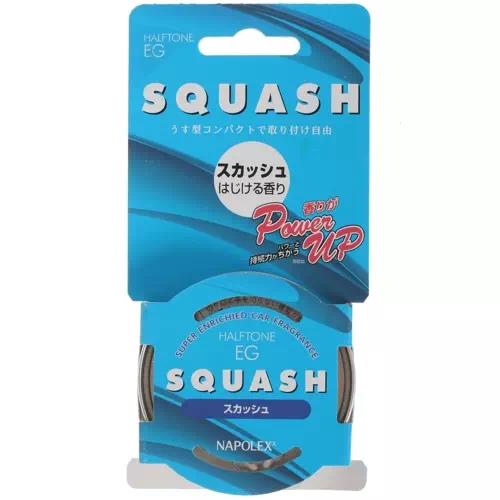 HALFTONE
EG
SQUASH
うす型コンパクトで取り付け自由
スカッシュ
はじける香り
香りが
Power UP
パワーと
持続力がちがう
SUPER ENRICHIED CAR FRAGRANCE
HALFTONE
EG
SQUASH
スカッシュ
NAPOLEX